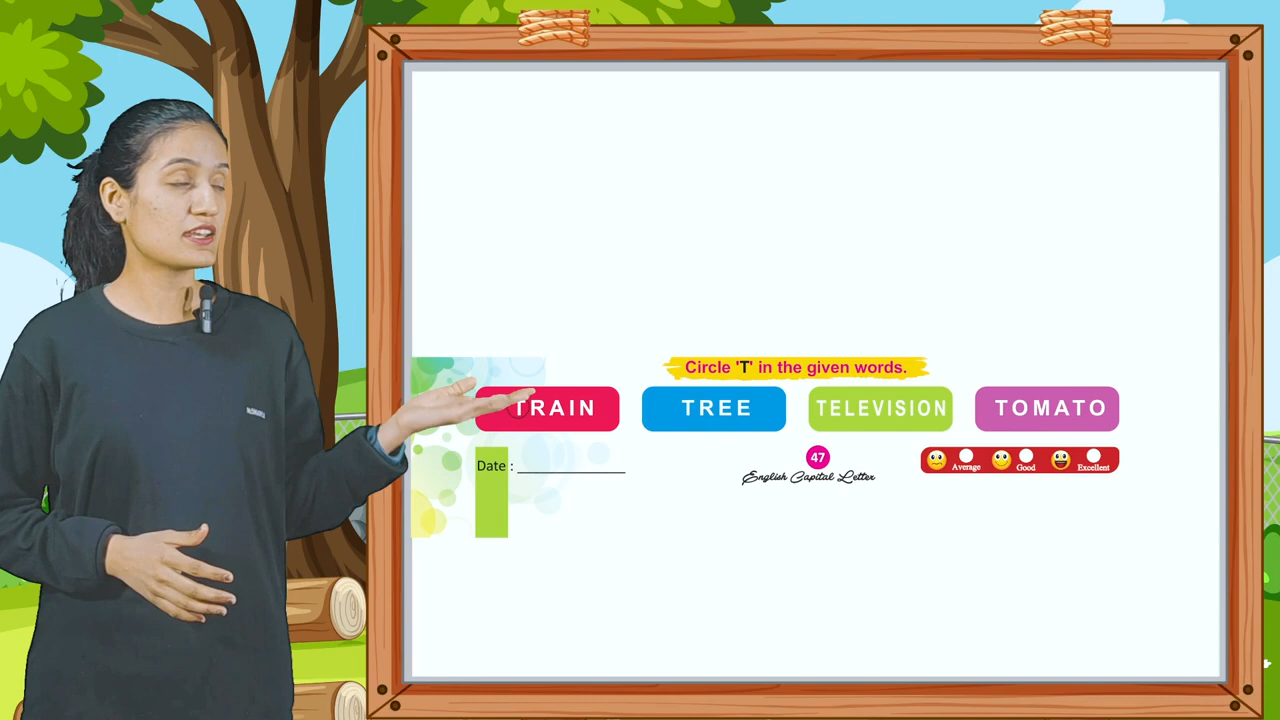 Circle 'T' in the given words.
TRAIN TREE TELEVISION TOMATO
Date : 47 Average Good Excellent
English Capital Letter